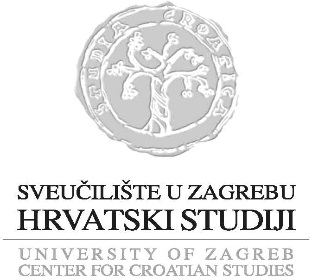 STUDIA CROATICA
SVEUČILIŠTE U ZAGREBU
HRVATSKI STUDIJI
UNIVERSITY OF ZAGREB
CENTER FOR CROATIAN STUDIES